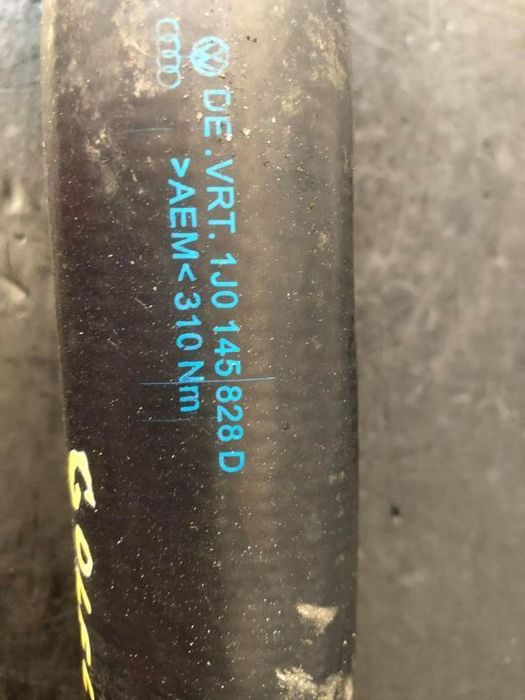 DE .VRT. 1J0 145 828 D
>AEM< 310 Nm